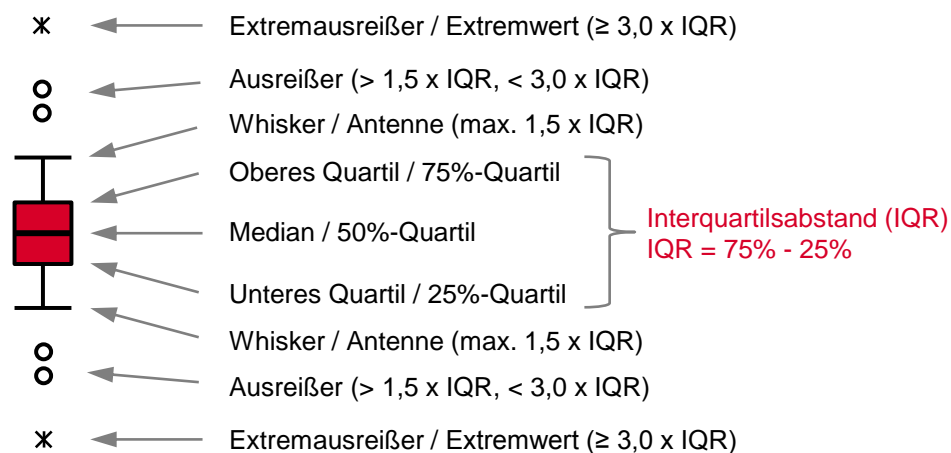 Extremausreißer / Extremwert (≥ 3,0 x IQR)
Ausreißer (> 1,5 x IQR, < 3,0 x IQR)
Whisker / Antenne (max. 1,5 x IQR)
Oberes Quartil / 75%-Quartil
Median / 50%-Quartil
Interquartilsabstand (IQR)
IQR = 75% - 25%
Unteres Quartil / 25%-Quartil
Whisker / Antenne (max. 1,5 x IQR)
Ausreißer (> 1,5 x IQR, < 3,0 x IQR)
Extremausreißer / Extremwert (≥ 3,0 x IQR)